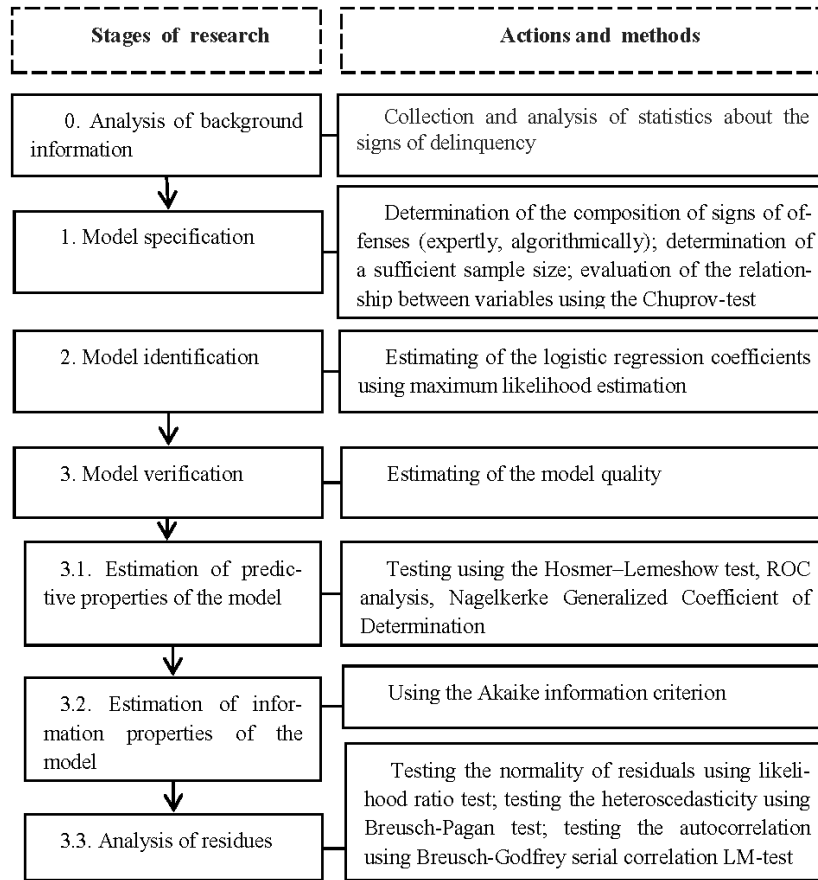 Stages of research
Actions and methods
0. Analysis of background
information
Collection and analysis of statistics about the
signs of delinquency
1. Model specification
Determination of the composition of signs of of-
fenses (expertly, algorithmically); determination of
a sufficient sample size; evaluation of the relation-
ship between variables using the Chuprov-test
2. Model identification
Estimating of the logistic regression coefficients
using maximum likelihood estimation
3. Model verification
Estimating of the model quality
3.1. Estimation of predic-
tive properties of the model
Testing using the Hosmer–Lemeshow test, ROC
analysis, Nagelkerke Generalized Coefficient of
Determination
3.2. Estimation of infor-
mation properties of the
model
Using the Akaike information criterion
3.3. Analysis of residues
Testing the normality of residuals using likeli-
hood ratio test; testing the heteroscedasticity using
Breusch-Pagan test; testing the autocorrelation
using Breusch-Godfrey serial correlation LM-test